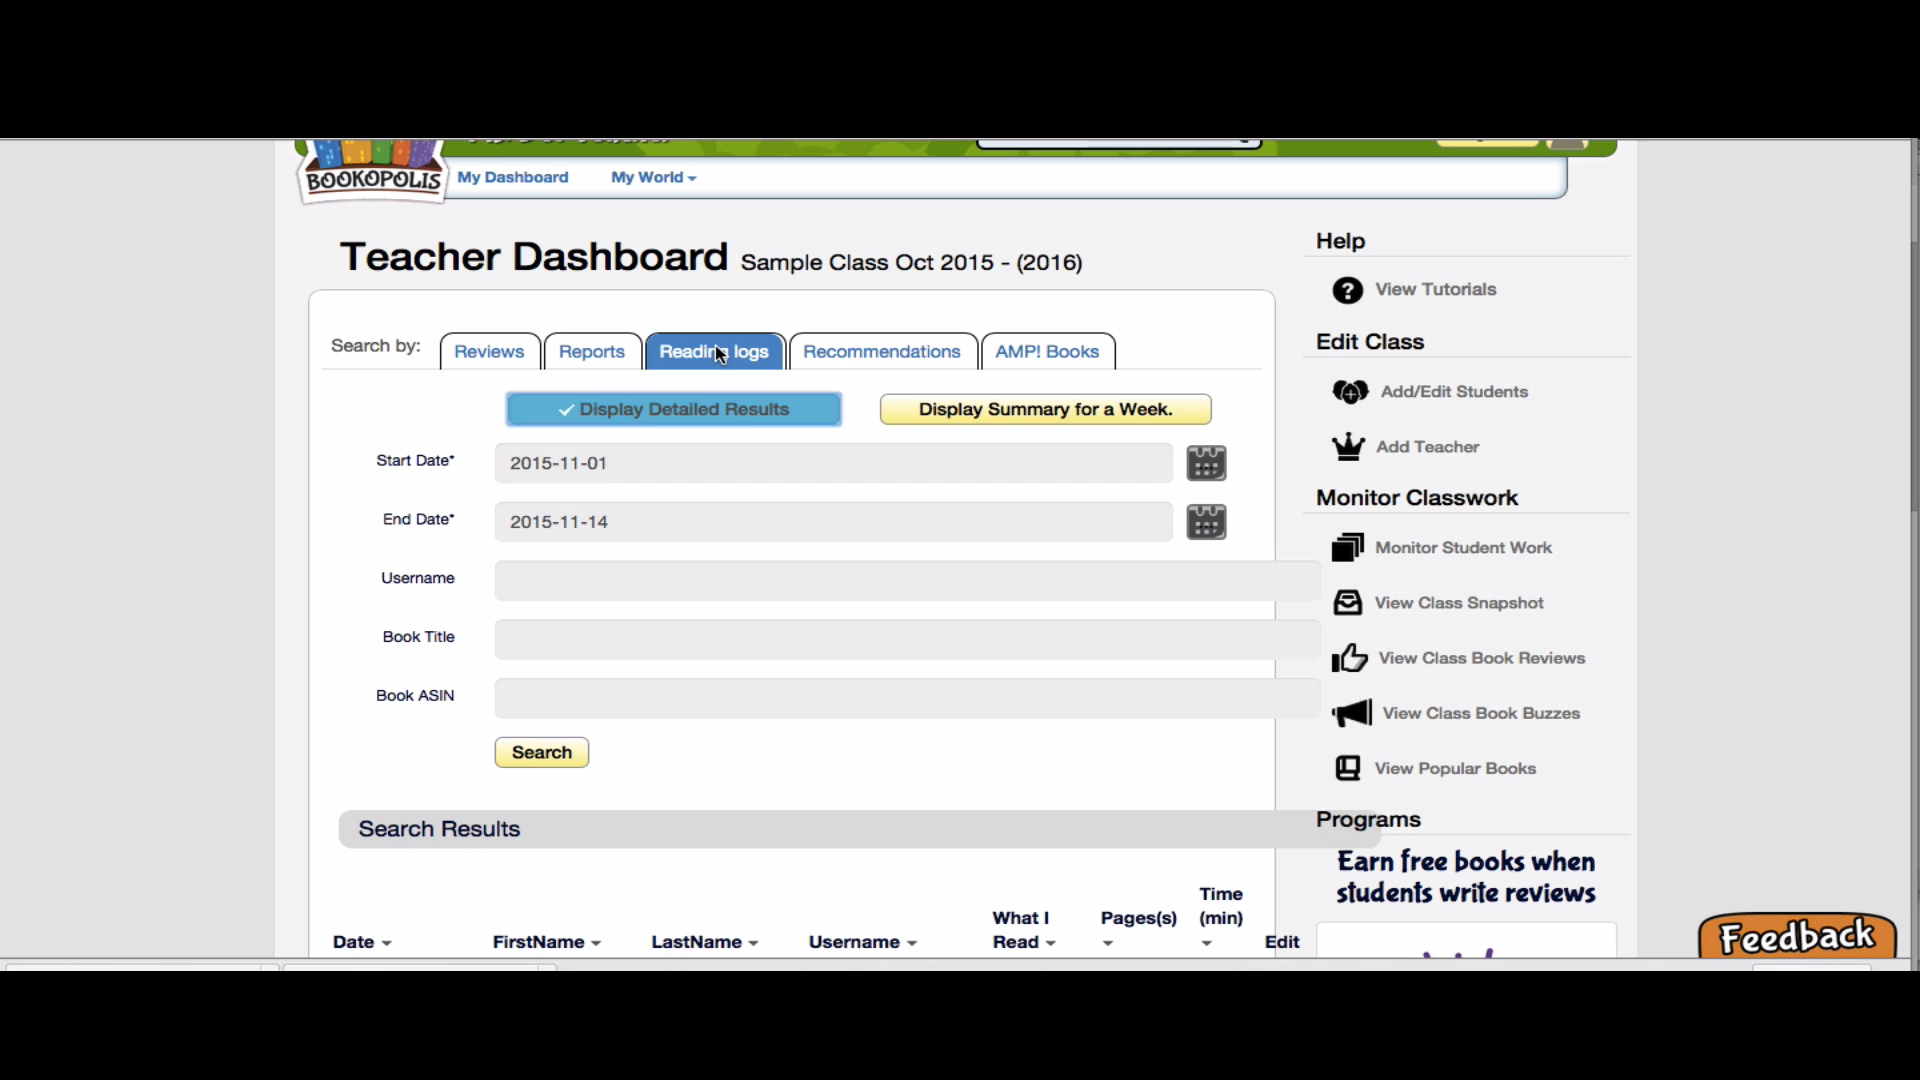 BOOKOPOLIS
My Dashboard My World
Teacher Dashboard Sample Class Oct 2015 - (2016)
Search by: Reviews Reports Reading logs Recommendations AMP! Books
Display Detailed Results Display Summary for a Week.
Start Date* 2015-11-01
End Date* 2015-11-14
Username
Book Title
Book ASIN
Search
Search Results
Date FirstName LastName Username What I Read Pages(s) Time (min) Edit
Help
View Tutorials
Edit Class
Add/Edit Students
Add Teacher
Monitor Classwork
Monitor Student Work
View Class Snapshot
View Class Book Reviews
View Class Book Buzzes
View Popular Books
Programs
Earn free books when
students write reviews
Feedback